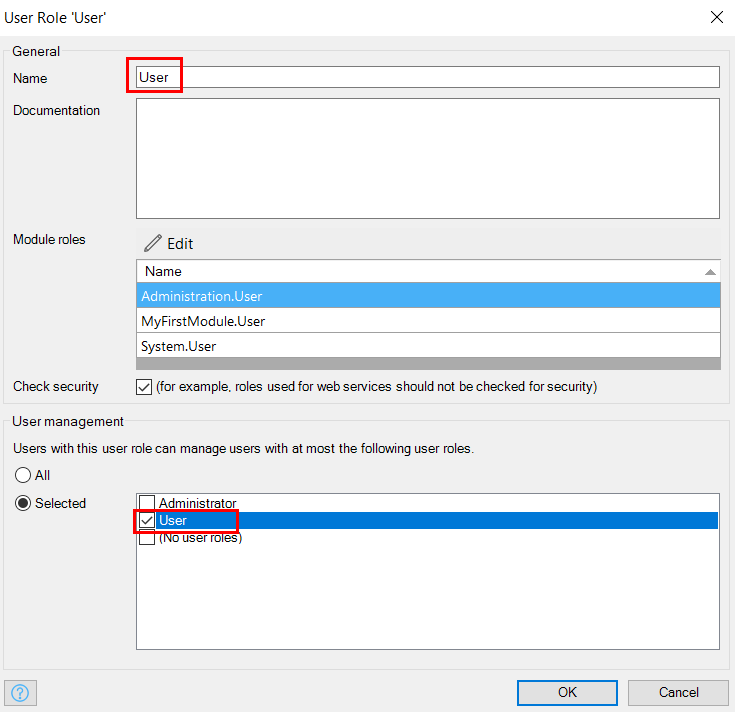 User Role 'User'
General
Name
User
Documentation
Module roles
Edit
Name
Administration.User
MyFirstModule.User
System.User
Check security
(for example, roles used for web services should not be checked for security)
User management
Users with this user role can manage users with at most the following user roles.
All
Selected
Administrator
User
(No user roles)
?
OK
Cancel